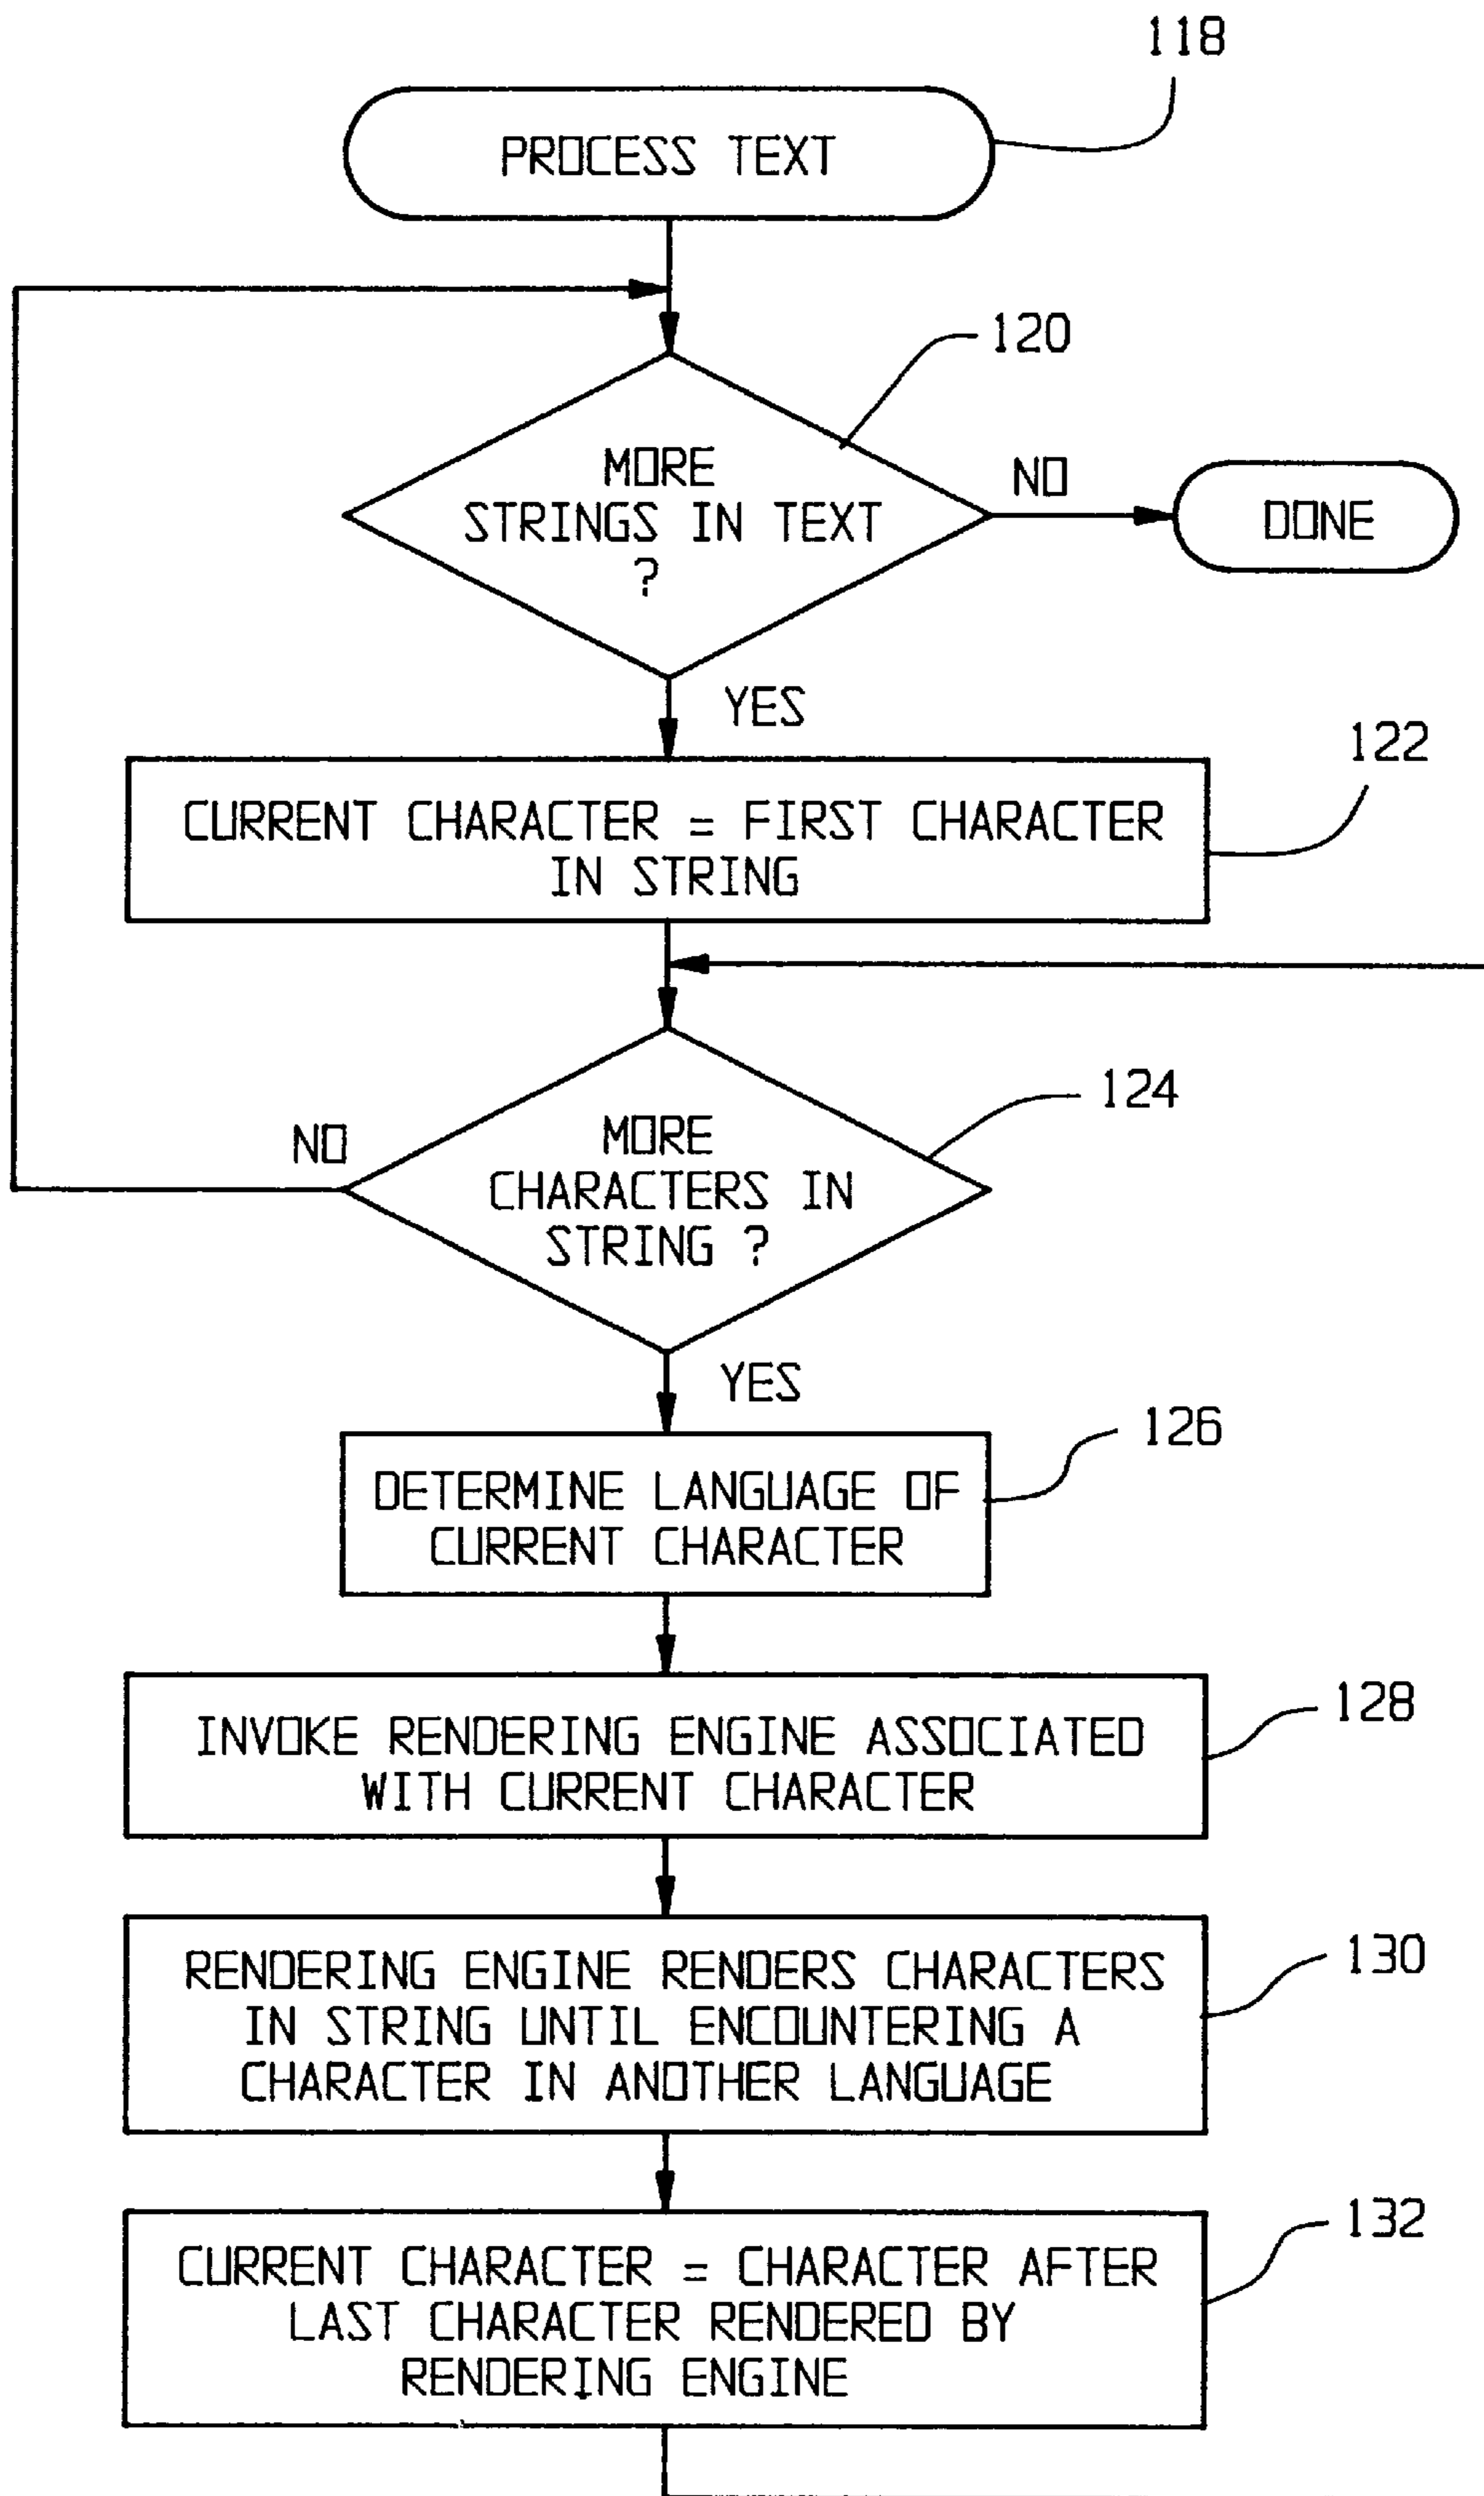 118
PROCESS TEXT
120
MORE
STRINGS IN TEXT
?
NO
DONE
YES
122
CURRENT CHARACTER = FIRST CHARACTER
IN STRING
124
NO
MORE
CHARACTERS IN
STRING ?
YES
126
DETERMINE LANGUAGE OF
CURRENT CHARACTER
128
INVOKE RENDERING ENGINE ASSOCIATED
WITH CURRENT CHARACTER
130
RENDERING ENGINE RENDERS CHARACTERS
IN STRING UNTIL ENCOUNTERING A
CHARACTER IN ANOTHER LANGUAGE
132
CURRENT CHARACTER = CHARACTER AFTER
LAST CHARACTER RENDERED BY
RENDERING ENGINE